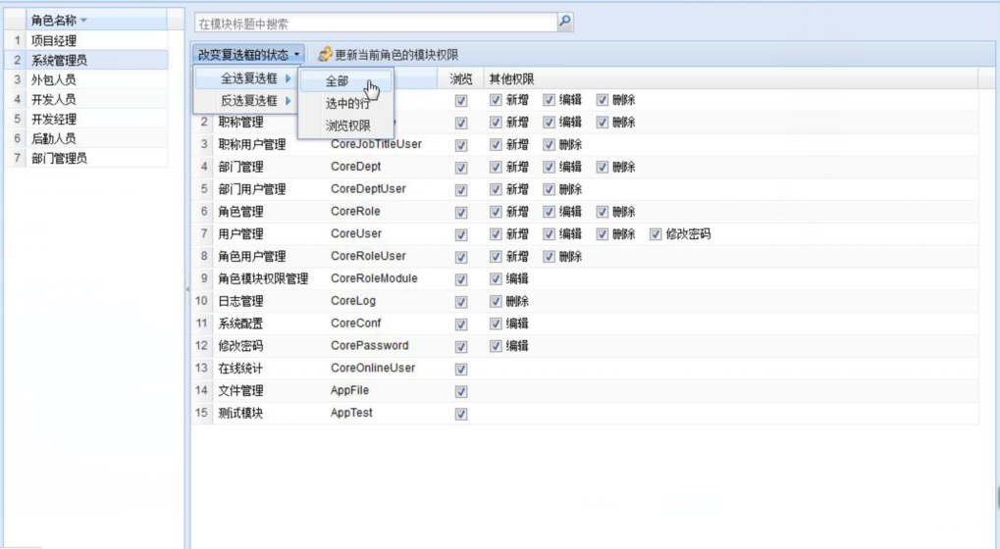 角色名称
1 项目经理
2 系统管理员
3 外包人员
4 开发人员
5 开发经理
6 后勤人员
7 部门管理员
在模块标题中搜索
改变复选框的状态 更新当前角色的模块权限
全选复选框
反选复选框
全部
选中的行
浏览权限
浏览 其他权限
新增 编辑 删除
2 职称管理 新增 编辑 删除
3 职称用户管理 CoreJobTitleUser 新增 删除
4 部门管理 CoreDept 新增 编辑 删除
5 部门用户管理 CoreDeptUser 新增 删除
6 角色管理 CoreRole 新增 编辑 删除
7 用户管理 CoreUser 新增 编辑 删除 修改密码
8 角色用户管理 CoreRoleUser 新增 删除
9 角色模块权限管理 CoreRoleModule 编辑
10 日志管理 CoreLog 删除
11 系统配置 CoreConf 编辑
12 修改密码 CorePassword 编辑
13 在线统计 CoreOnlineUser
14 文件管理 AppFile
15 测试模块 AppTest